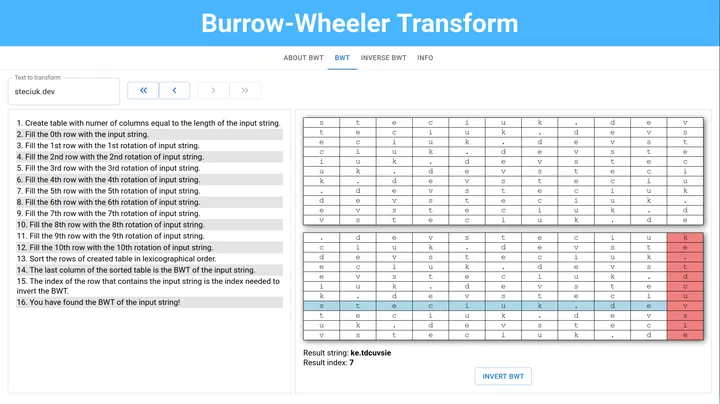 Burrow-Wheeler Transform
ABOUT BWT BWT INVERSE BWT INFO
Text to transform
steciuk.dev
1. Create table with numer of columns equal to the length of the input string.
2. Fill the 0th row with the input string.
3. Fill the 1st row with the 1st rotation of input string.
4. Fill the 2nd row with the 2nd rotation of input string.
5. Fill the 3rd row with the 3rd rotation of input string.
6. Fill the 4th row with the 4th rotation of input string.
7. Fill the 5th row with the 5th rotation of input string.
8. Fill the 6th row with the 6th rotation of input string.
9. Fill the 7th row with the 7th rotation of input string.
10. Fill the 8th row with the 8th rotation of input string.
11. Fill the 9th row with the 9th rotation of input string.
12. Fill the 10th row with the 10th rotation of input string.
13. Sort the rows of created table in lexicographical order.
14. The last column of the sorted table is the BWT of the input string.
15. The index of the row that contains the input string is the index needed to
invert the BWT.
16. You have found the BWT of the input string!
s t e c i u k . d e v
t e c i u k . d e v s
e c i u k . d e v s t
c i u k . d e v s t e
i u k . d e v s t e c
u k . d e v s t e c i
k . d e v s t e c i u
. d e v s t e c i u k
d e v s t e c i u k .
e v s t e c i u k . d
v s t e c i u k . d e
. d e v s t e c i u k
c i u k . d e v s t e
d e v s t e c i u k .
e c i u k . d e v s t
e v s t e c i u k . d
i u k . d e v s t e c
k . d e v s t e c i u
s t e c i u k . d e v
t e c i u k . d e v s
u k . d e v s t e c i
v s t e c i u k . d e
Result string: ke.tdcuvsie
Result index: 7
INVERT BWT